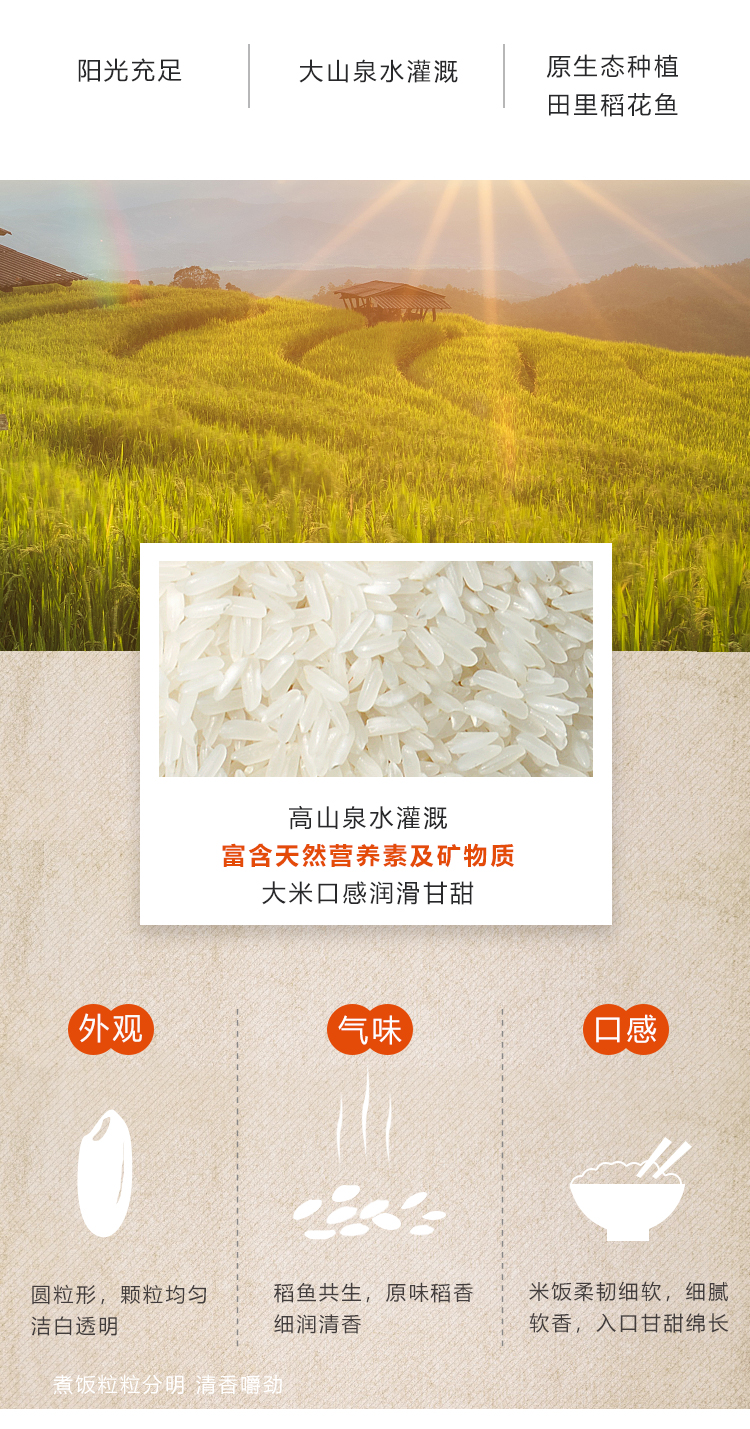 阳光充足
大山泉水灌溉
原生态种植
田里稻花鱼
高山泉水灌溉
富含天然营养素及矿物质
大米口感润滑甘甜
外观
气味
口感
圆粒形，颗粒均匀
洁白透明
稻鱼共生，原味稻香
细润清香
米饭柔韧细软，细腻
软香，入口甘甜绵长
煮饭粒粒分明 清香嚼劲